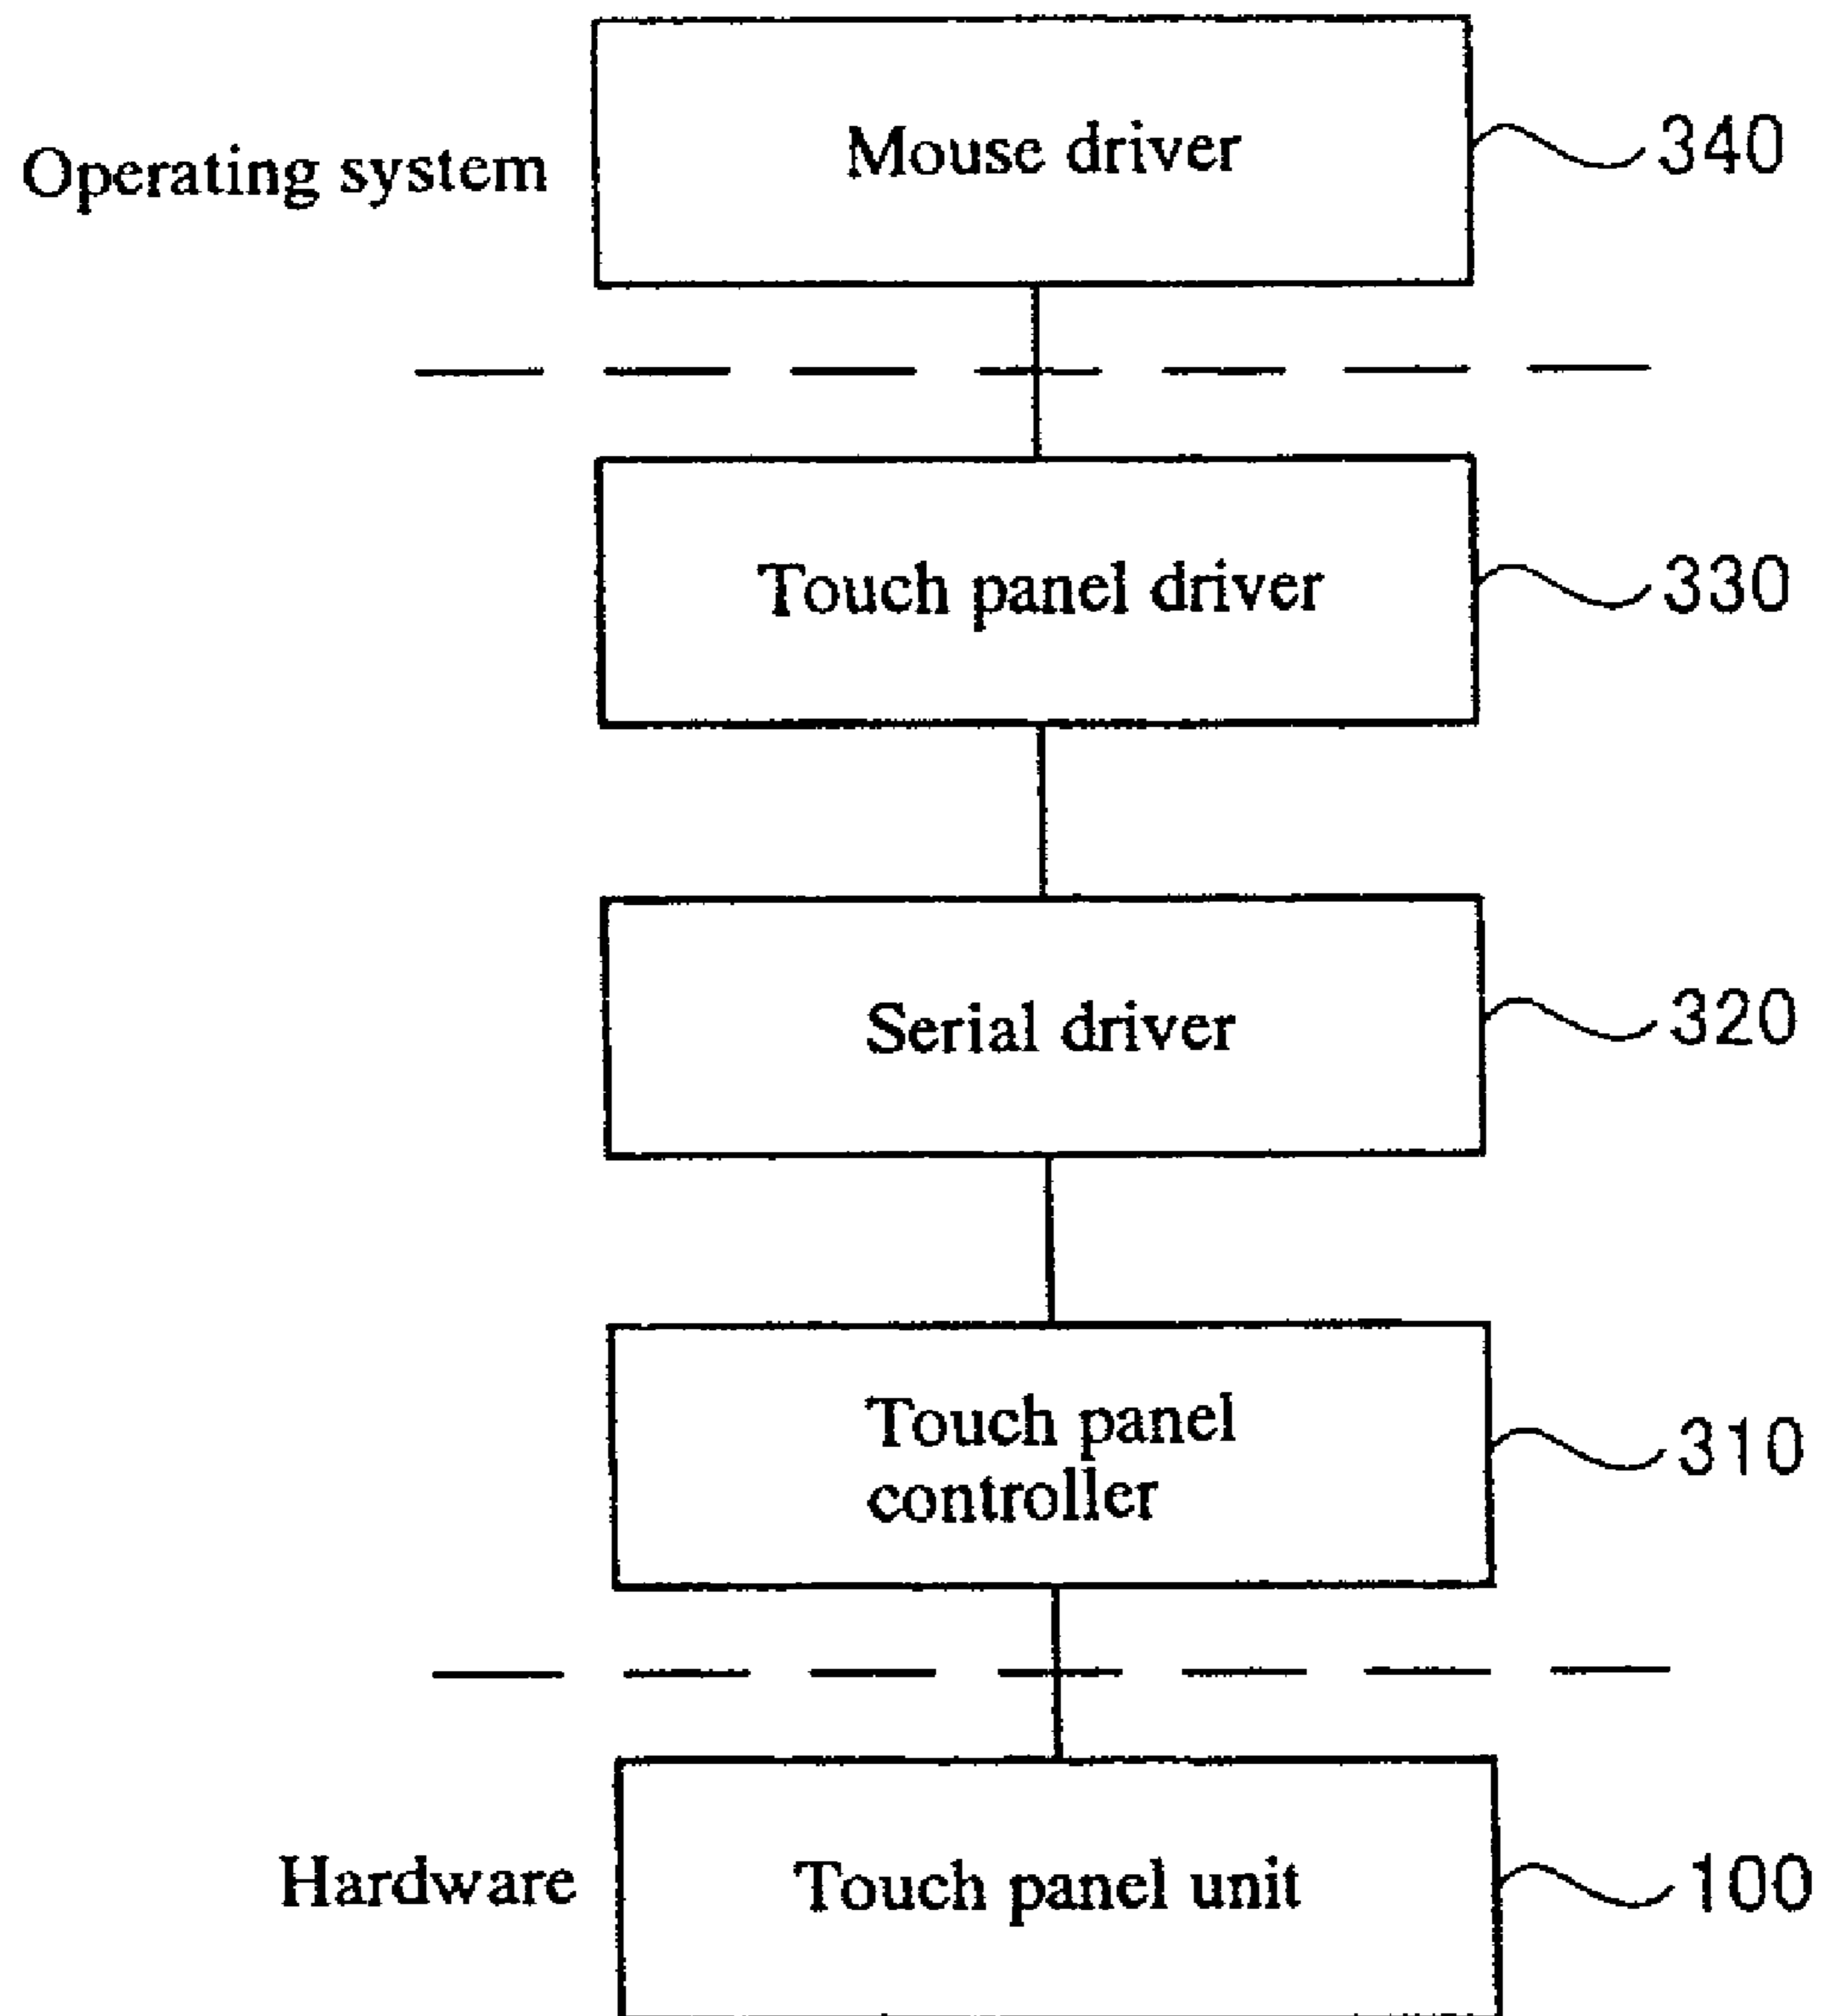 Operating system
Mouse driver
340
Touch panel driver
330
Serial driver
320
Touch panel
controller
310
Hardware
Touch panel unit
100